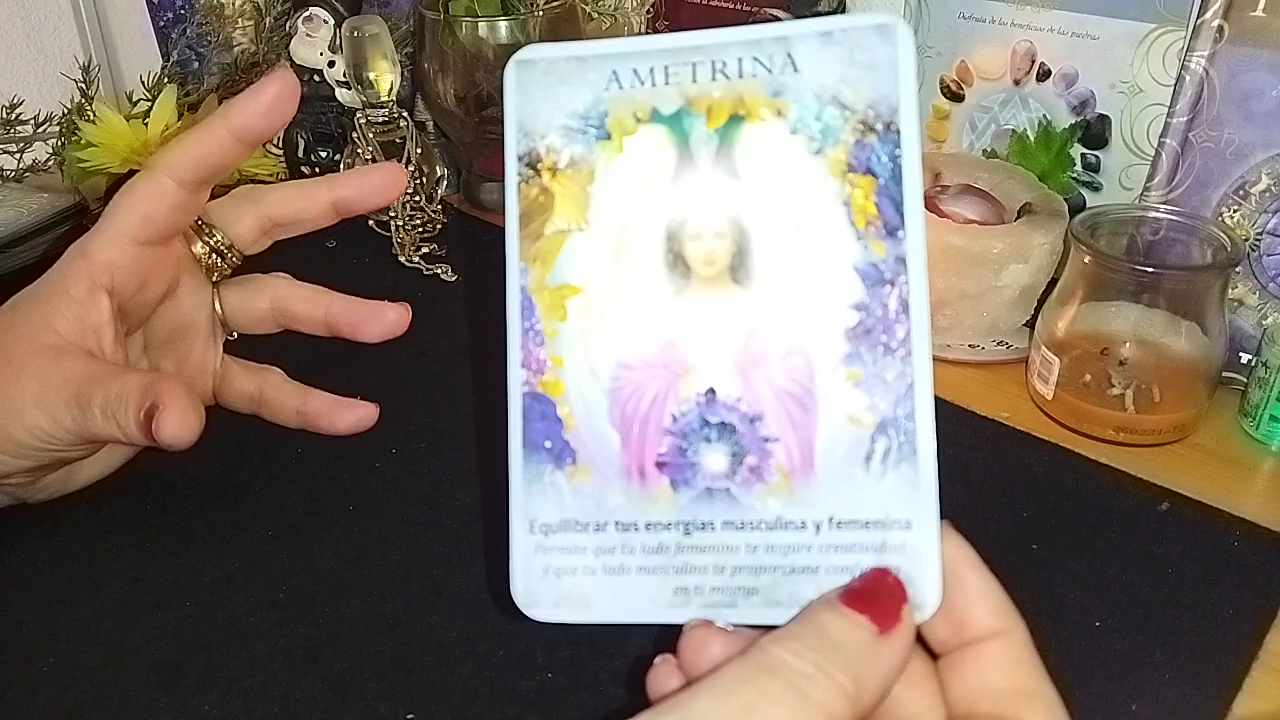 Disfruta de los beneficios de las piedras
AMETRINA
Equilibrar tus energías masculina y femenina
Permite que tu lado femenino te inspire creatividad
y que tu lado masculino te proporcione
en ti misma